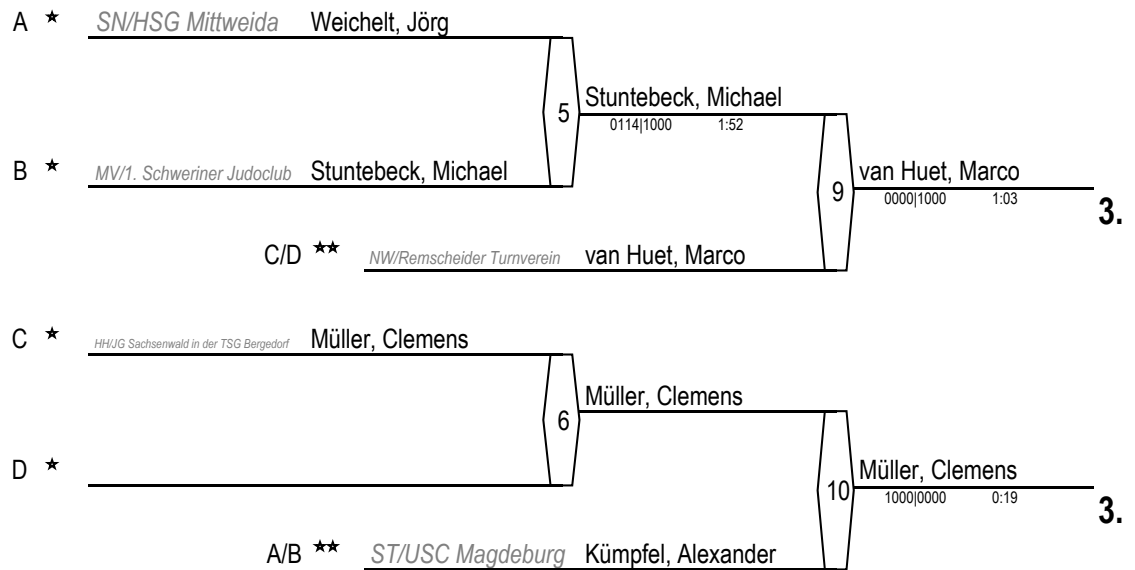 A ★ SN/HSG Mittweida Weichelt, Jörg
5 Stuntebeck, Michael
0114|1000 1:52
B ★ MV/1. Schweriner Judoclub Stuntebeck, Michael
9 van Huet, Marco
0000|1000 1:03
3.
C/D ★★ NW/Remscheider Turnverein van Huet, Marco
C ★ HH/JG Sachsenwald in der TSG Bergedorf Müller, Clemens
6 Müller, Clemens
D ★
10 Müller, Clemens
1000|0000 0:19
3.
A/B ★★ ST/USC Magdeburg Kümpfel, Alexander